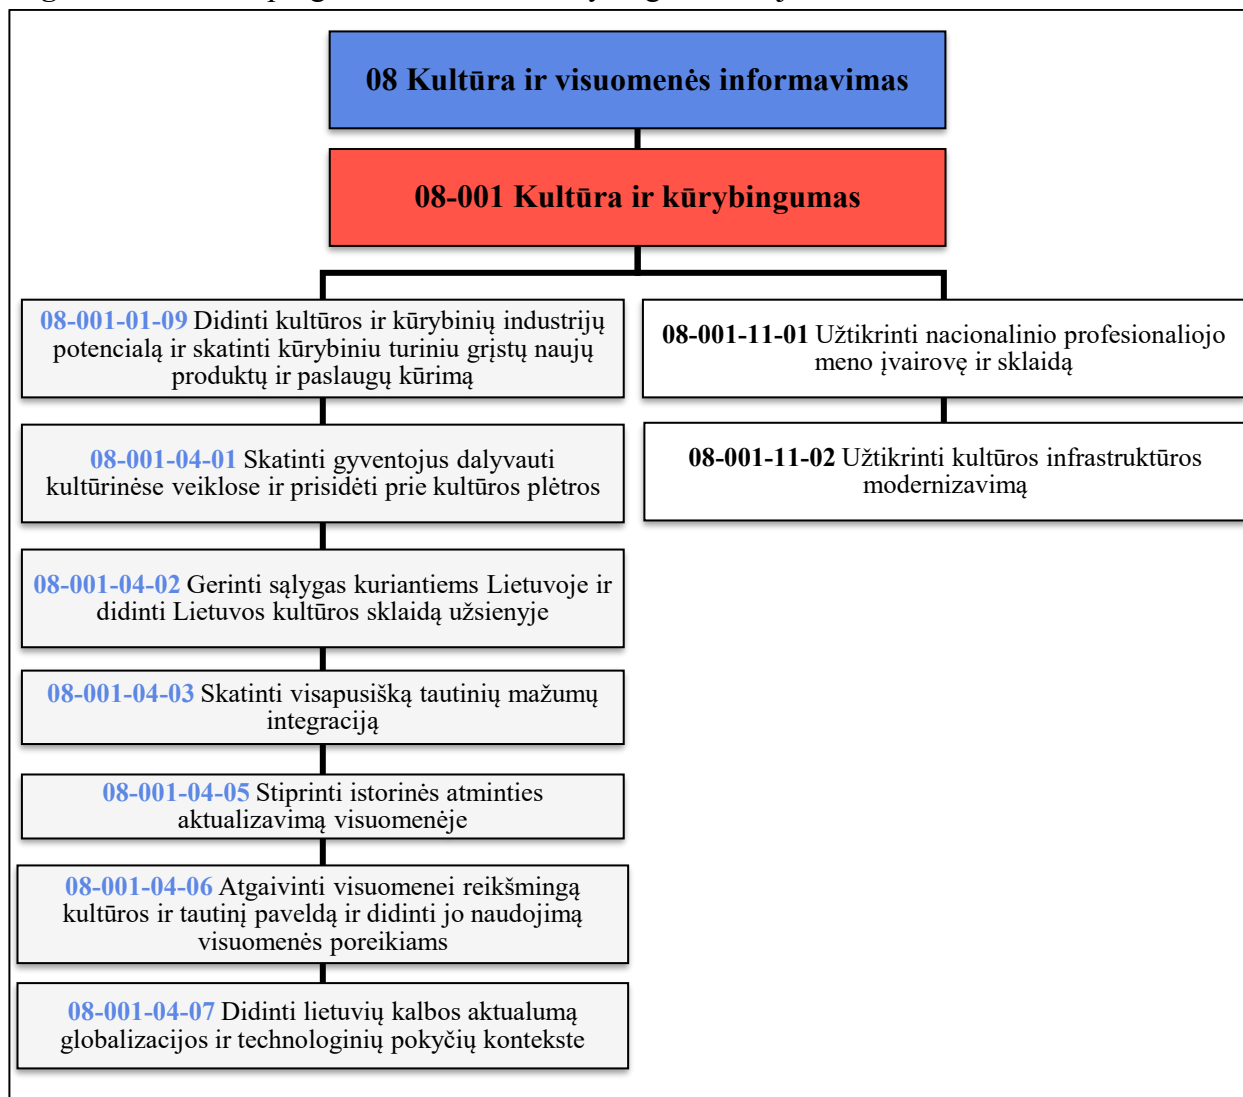 08 Kultūra ir visuomenės informavimas
08-001 Kultūra ir kūrybingumas
08-001-01-09 Didinti kultūros ir kūrybinių industrijų
potencialą ir skatinti kūrybiniu turiniu grįstų naujų
produktų ir paslaugų kūrimą
08-001-04-01 Skatinti gyventojus dalyvauti
kultūrinėse veiklose ir prisidėti prie kultūros plėtros
08-001-04-02 Gerinti sąlygas kuriantiems Lietuvoje ir
didinti Lietuvos kultūros sklaidą užsienyje
08-001-04-03 Skatinti visapusišką tautinių mažumų
integraciją
08-001-04-05 Stiprinti istorinės atminties
aktualizavimą visuomenėje
08-001-04-06 Atgaivinti visuomenei reikšmingą
kultūros ir tautinį paveldą ir didinti jo naudojimą
visuomenės poreikiams
08-001-04-07 Didinti lietuvių kalbos aktualumą
globalizacijos ir technologinių pokyčių kontekste
08-001-11-01 Užtikrinti nacionalinio profesionaliojo
meno įvairovę ir sklaidą
08-001-11-02 Užtikrinti kultūros infrastruktūros
modernizavimą